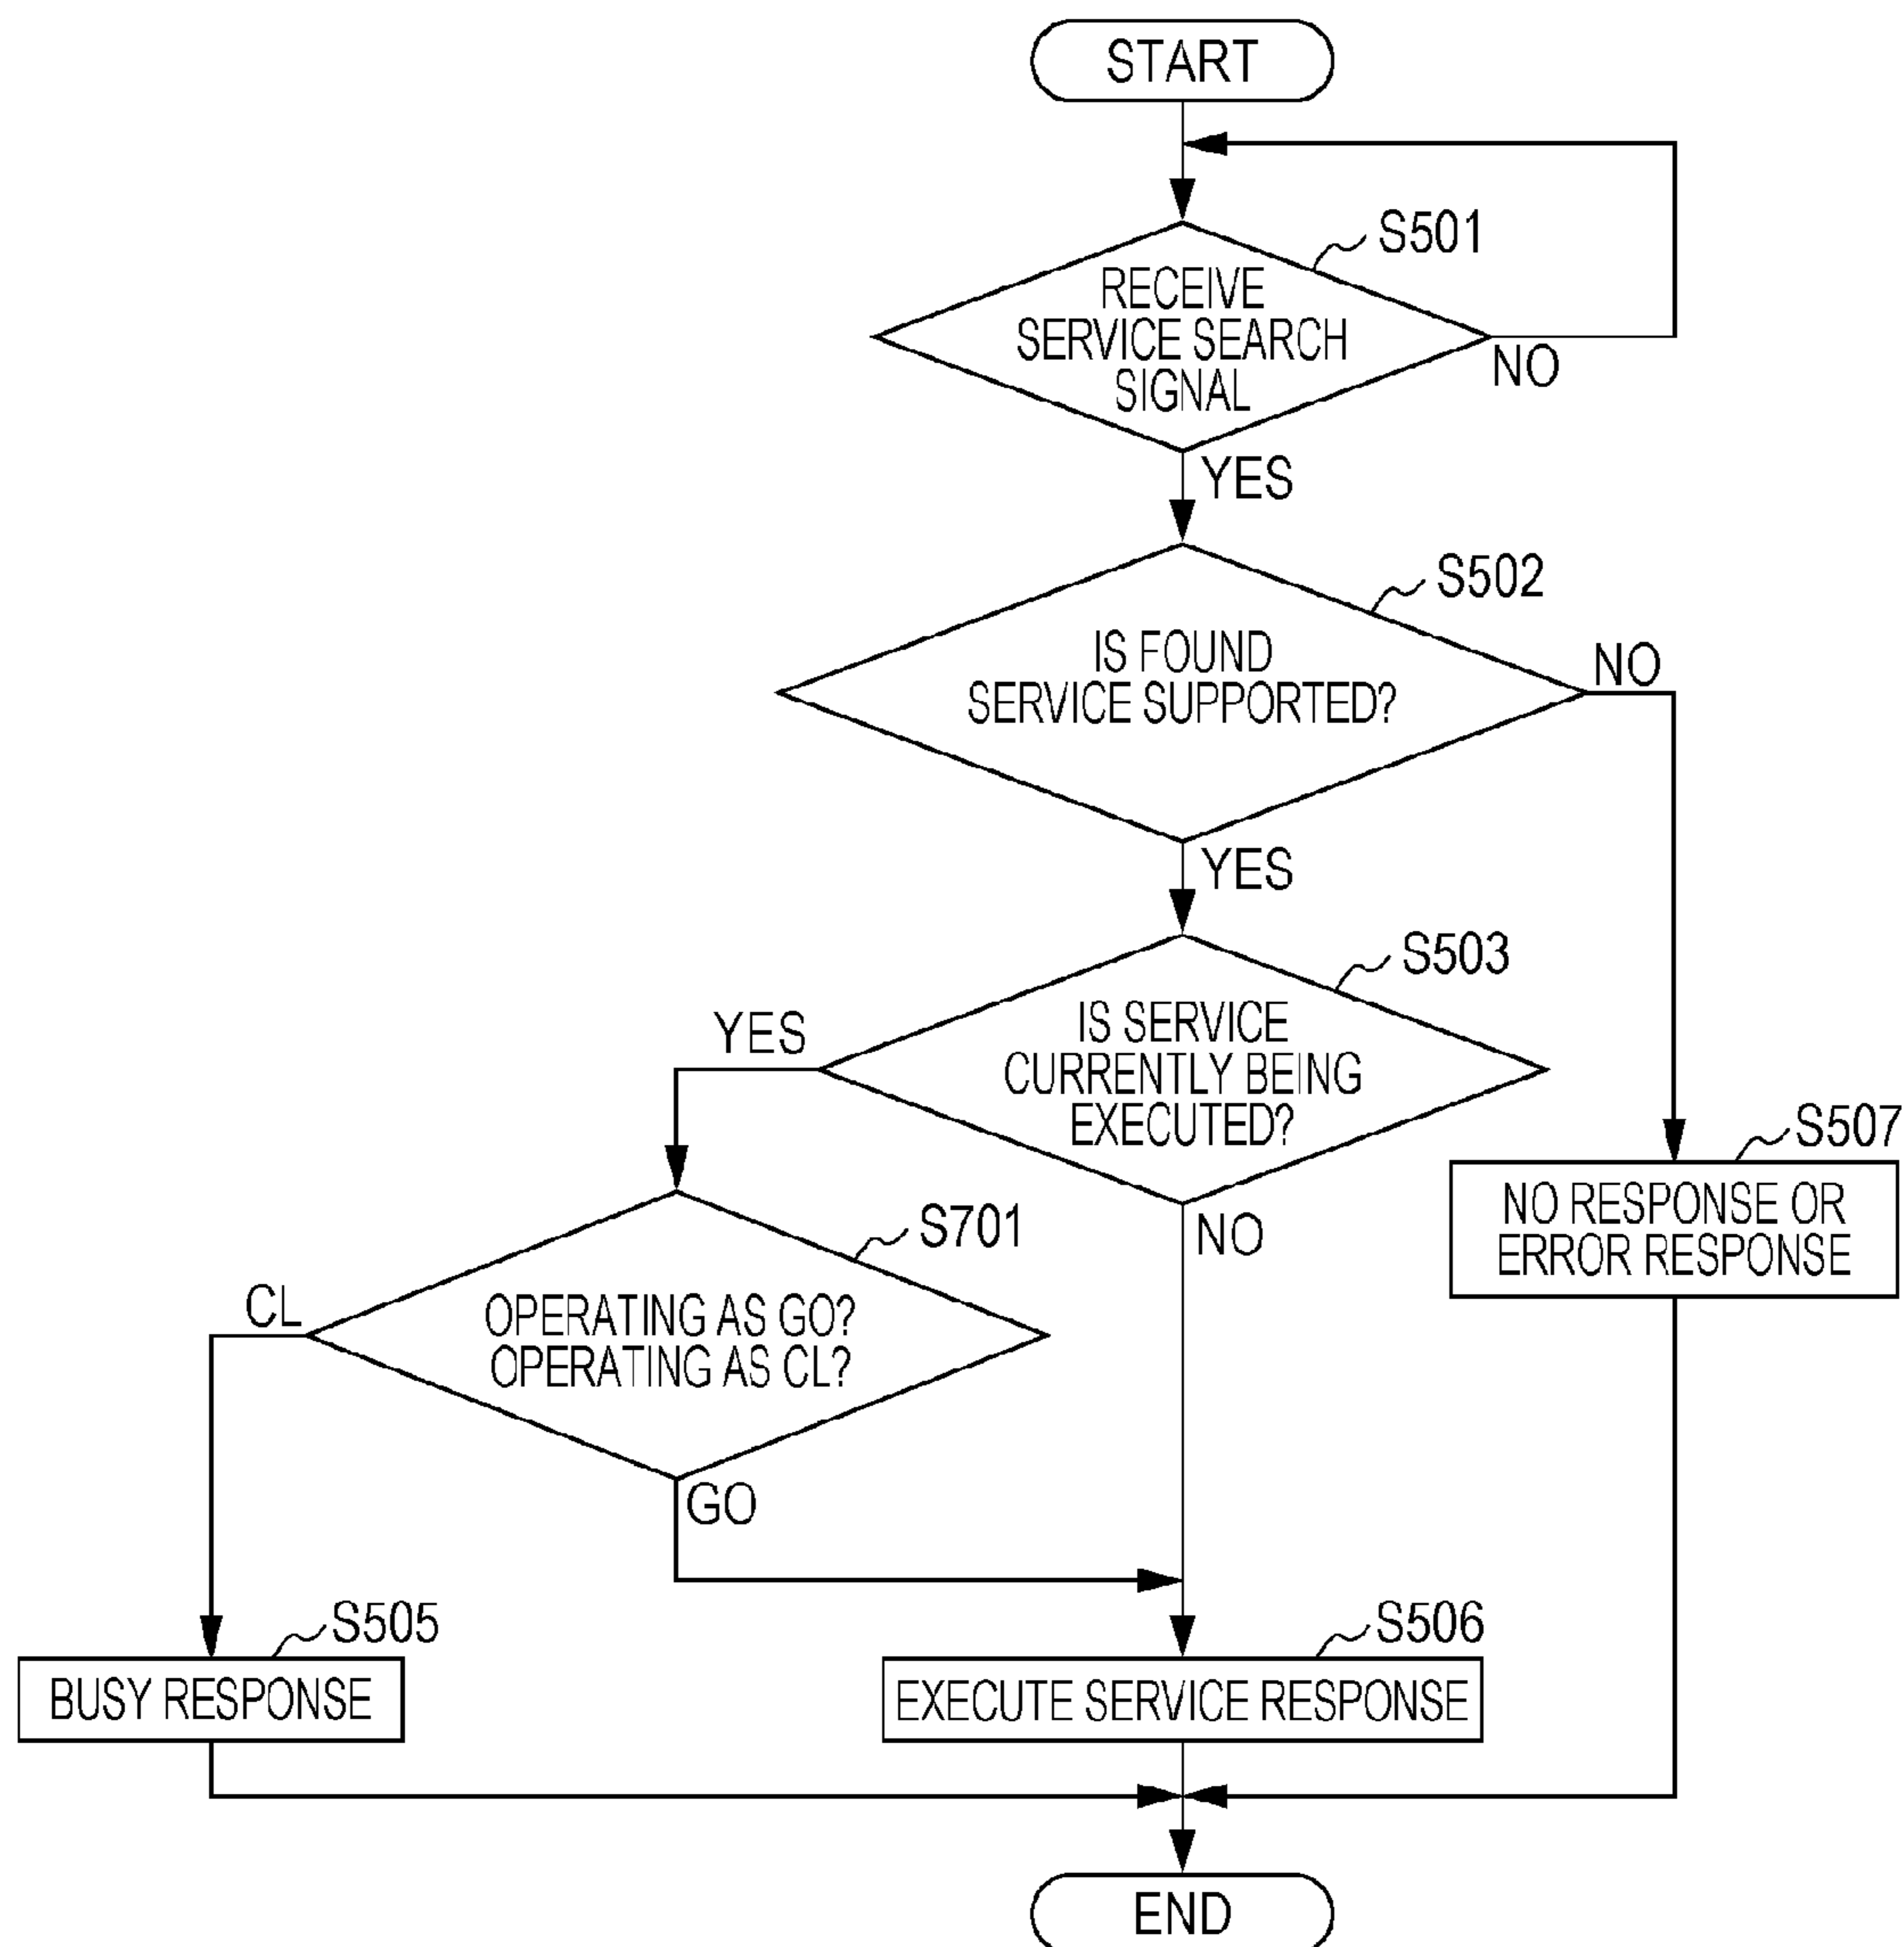 START
S501
RECEIVE
SERVICE SEARCH
SIGNAL
NO
YES
S502
IS FOUND
SERVICE SUPPORTED?
NO
YES
S503
IS SERVICE
CURRENTLY BEING
EXECUTED?
YES
NO
S507
NO RESPONSE OR
ERROR RESPONSE
S701
OPERATING AS GO?
OPERATING AS CL?
CL
GO
S505
BUSY RESPONSE
S506
EXECUTE SERVICE RESPONSE
END